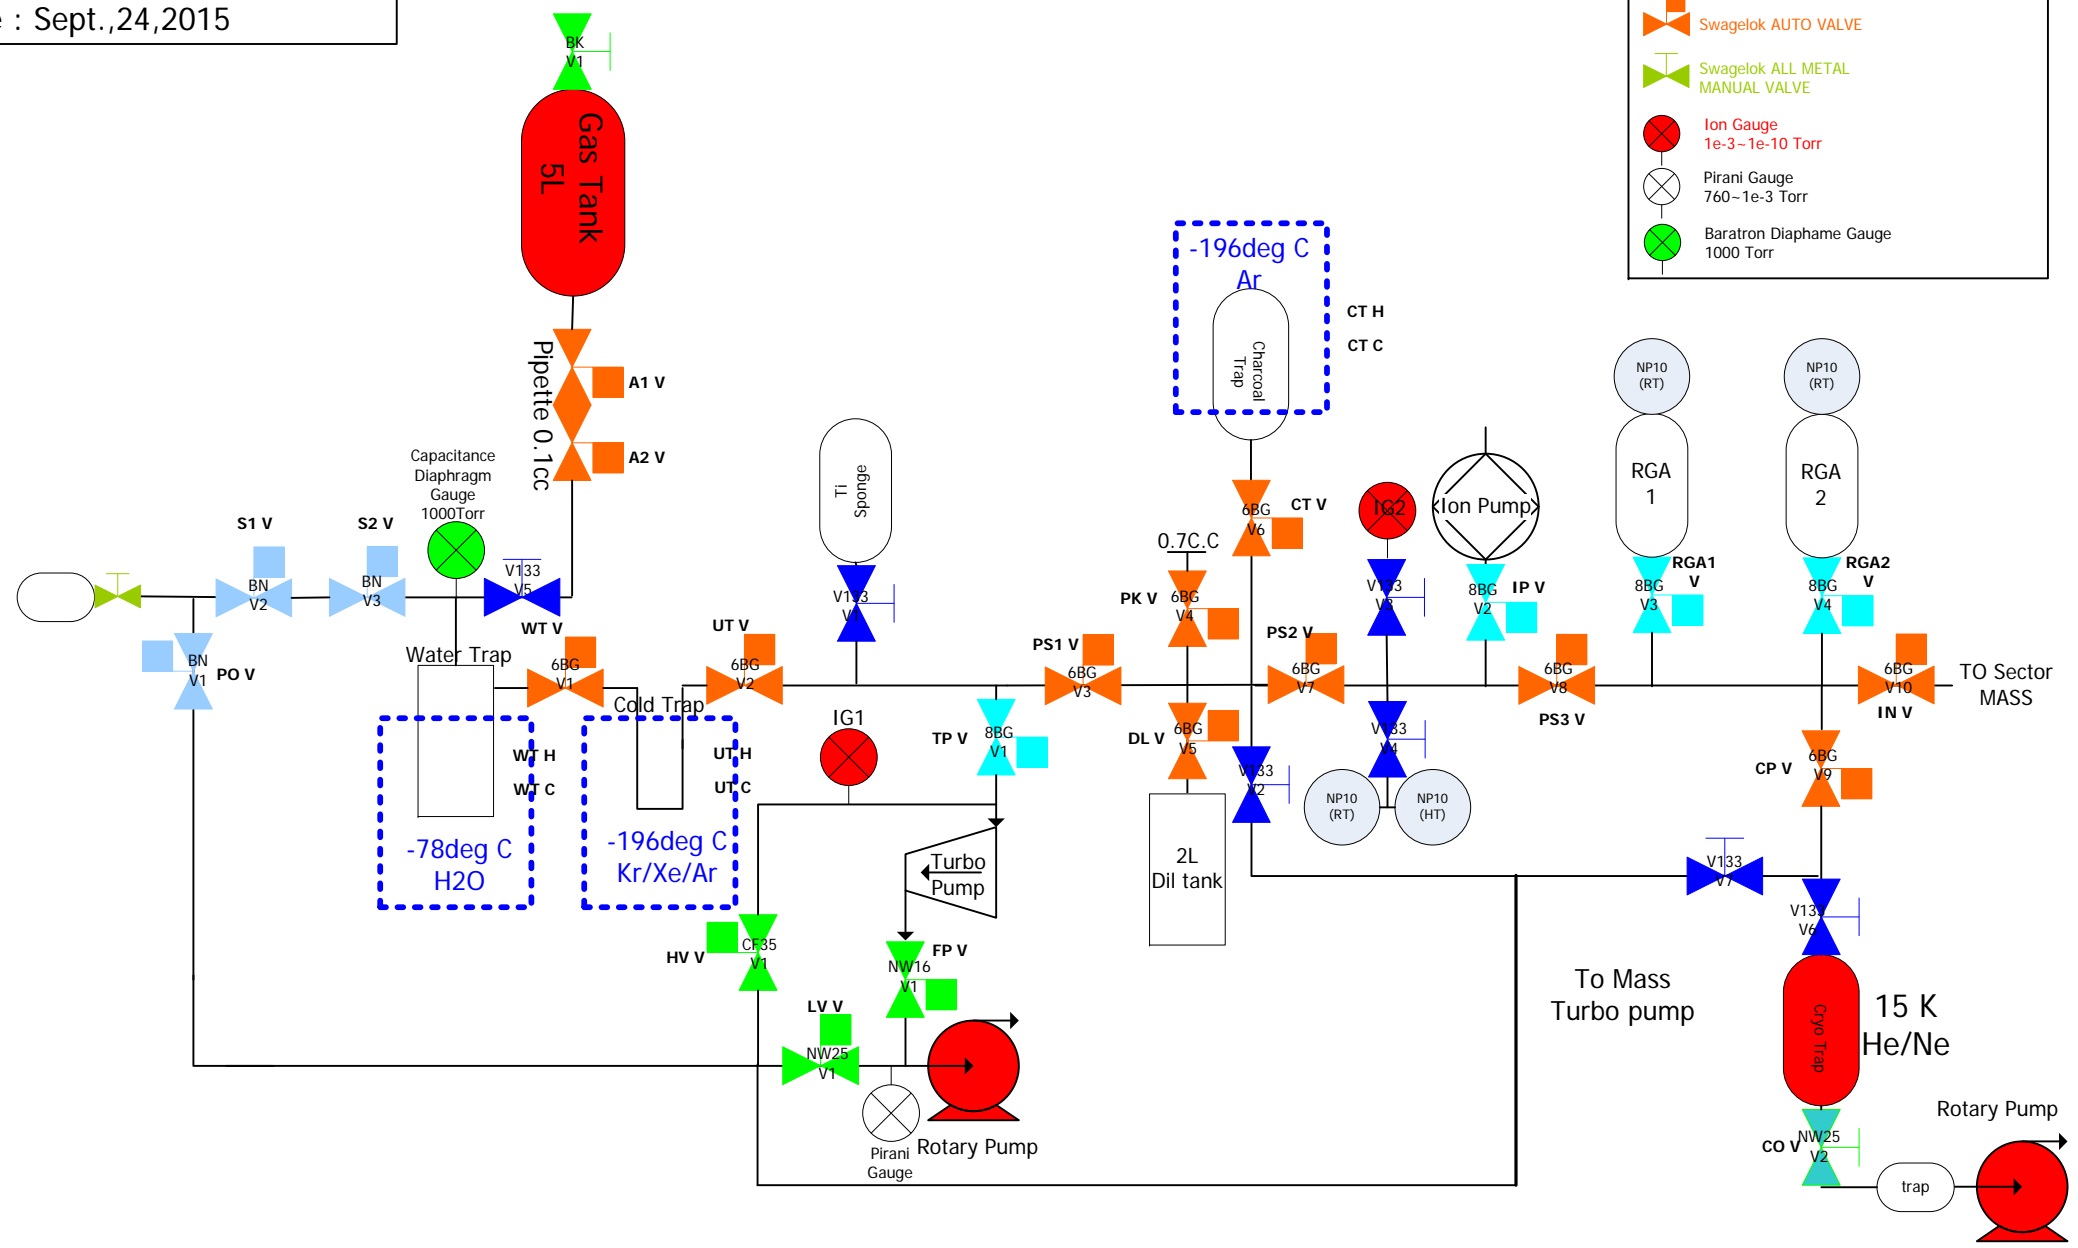 : Sept.,24,2015
Swagelok AUTO VALVE
Swagelok ALL METAL
MANUAL VALVE
Ion Gauge
1e-3~1e-10 Torr
Pirani Gauge
760~1e-3 Torr
Baratron Diaphame Gauge
1000 Torr
BK
V1
Gas Tank
5L
Pipette 0.1cc
A1 V
A2 V
Capacitance
Diaphragm
Gauge
1000Torr
S1 V
S2 V
BN
V2
BN
V3
V133
V5
BN
V1
PO V
Water Trap
WT V
6BG
V1
Cold Trap
UT V
6BG
V2
WT H
WT C
-78deg C
H2O
UT H
UT C
-196deg C
Kr/Xe/Ar
Ti
Sponge
V133
V1
IG1
TP V
8BG
V1
Turbo
Pump
HV V
CF35
V1
FP V
NW16
V1
LV V
NW25
V1
Pirani
Gauge
Rotary Pump
PS1 V
6BG
V3
0.7C.C
PK V
6BG
V4
DL V
6BG
V5
2L
Dil tank
-196deg C
Ar
Charcoal
Trap
CT H
CT C
CT V
6BG
V6
V133
V2
PS2 V
6BG
V7
IG2
V133
V3
V133
V4
NP10
(RT)
NP10
(HT)
Ion Pump
8BG
V2
IP V
PS3 V
6BG
V8
NP10
(RT)
RGA
1
RGA1
V
8BG
V3
NP10
(RT)
RGA
2
RGA2
V
8BG
V4
6BG
V10
IN V
TO Sector
MASS
CP V
6BG
V9
V133
V7
V133
V6
To Mass
Turbo pump
Cryo Trap
15 K
He/Ne
CO V
NW25
V2
trap
Rotary Pump